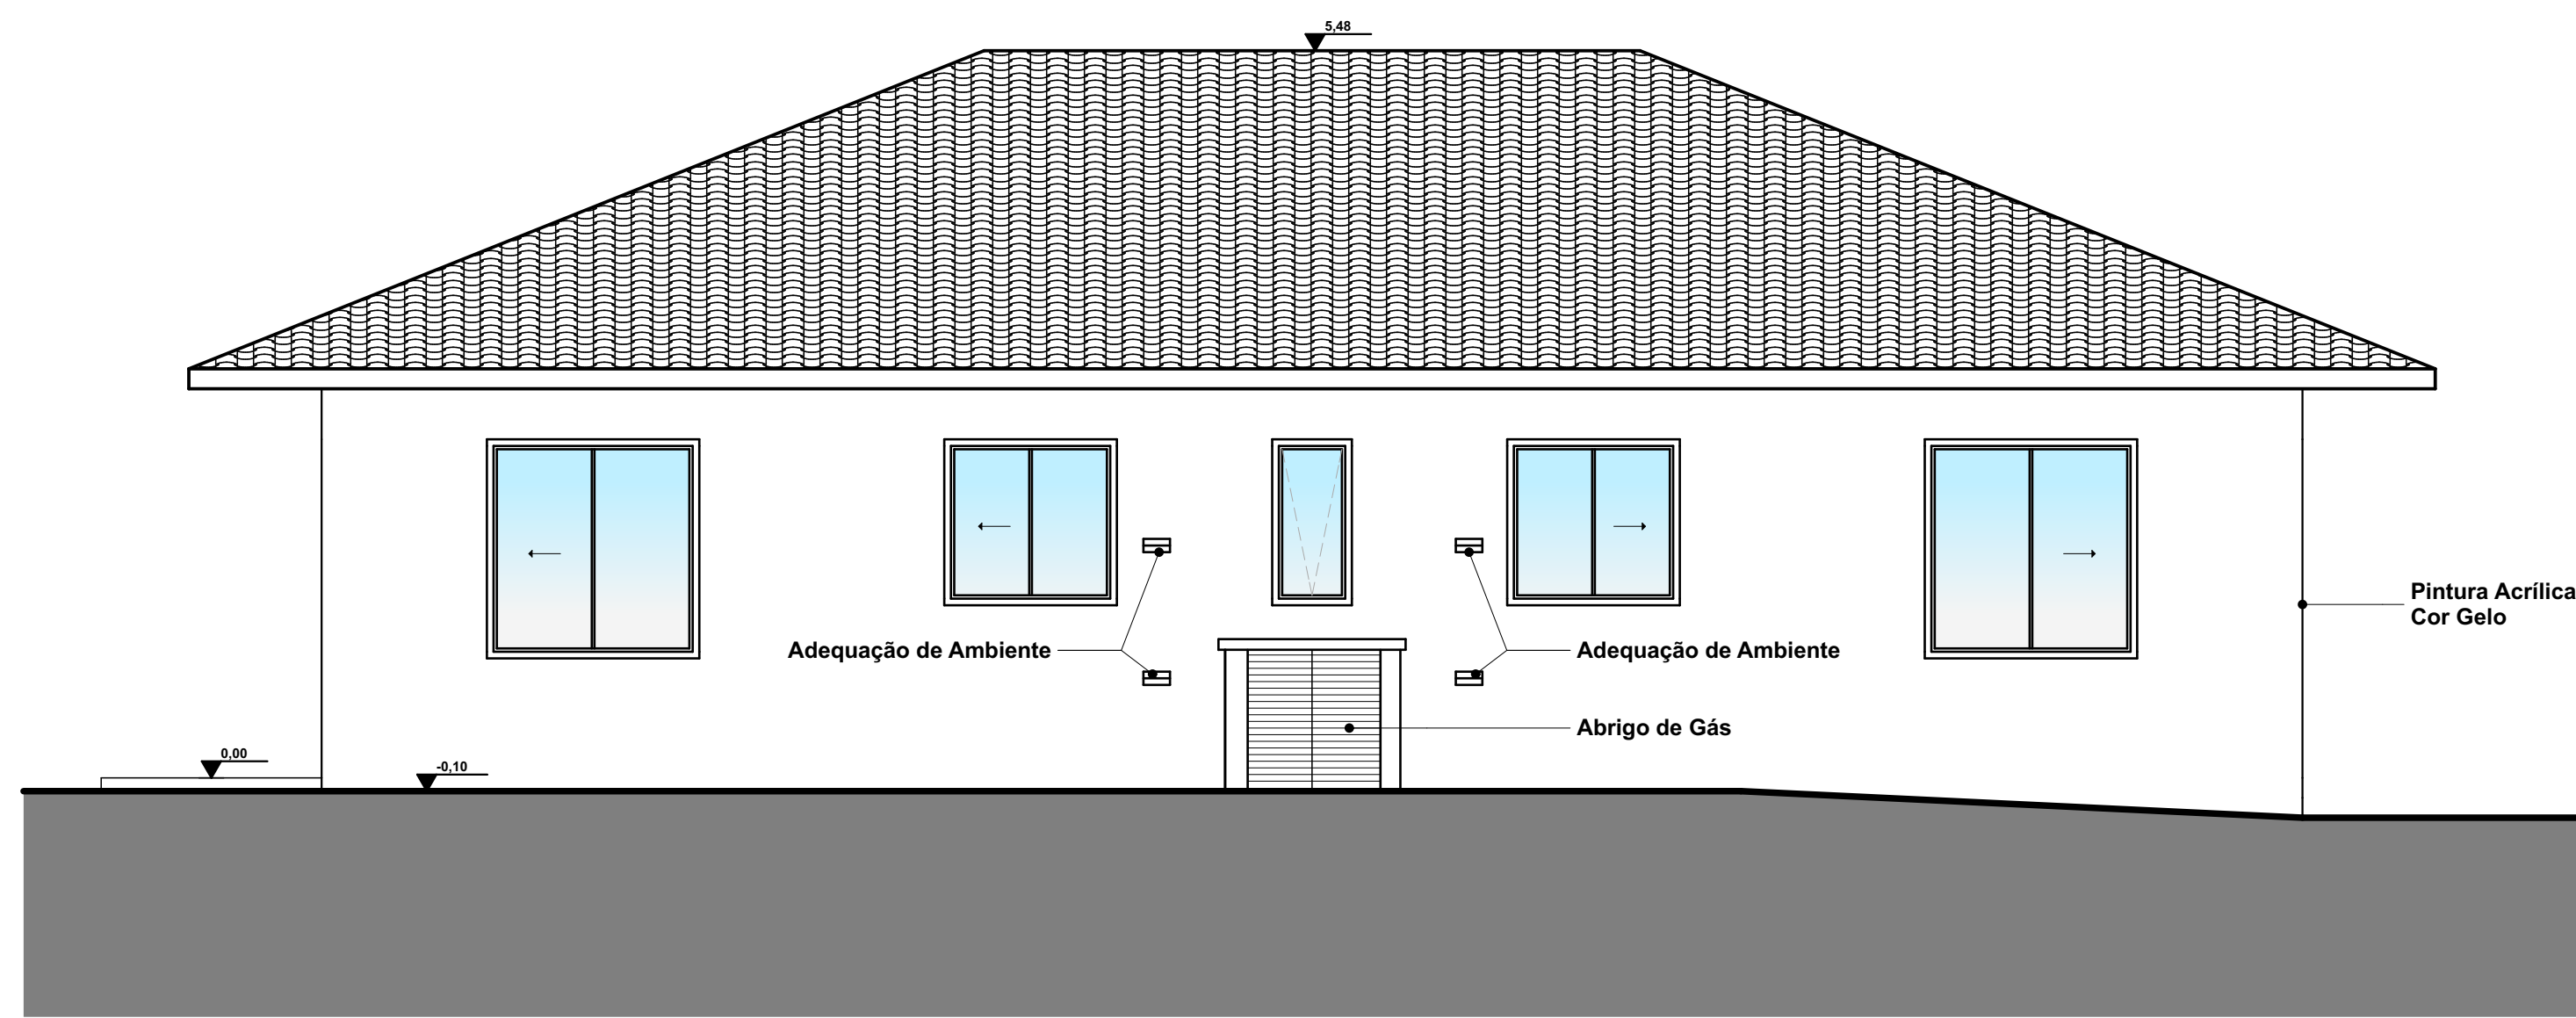 5,48
Pintura Acrílica
Cor Gelo
Adequação de Ambiente
Adequação de Ambiente
Abrigo de Gás
0,00
-0,10